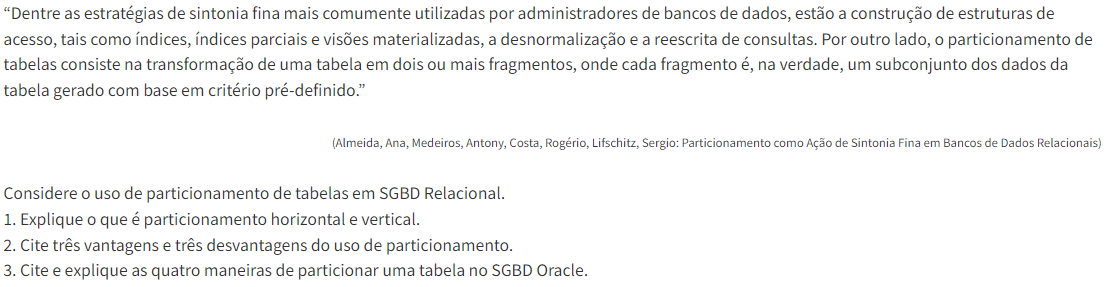 “Dentre as estratégias de sintonia fina mais comumente utilizadas por administradores de bancos de dados, estão a construção de estruturas de
acesso, tais como índices, índices parciais e visões materializadas, a desnormalização e a reescrita de consultas. Por outro lado, o particionamento de
tabelas consiste na transformação de uma tabela em dois ou mais fragmentos, onde cada fragmento é, na verdade, um subconjunto dos dados da
tabela gerado com base em critério pré-definido.”
(Almeida, Ana, Medeiros, Antony, Costa, Rogério, Lifschitz, Sergio: Particionamento como Ação de Sintonia Fina em Bancos de Dados Relacionais)
Considere o uso de particionamento de tabelas em SGBD Relacional.
1. Explique o que é particionamento horizontal e vertical.
2. Cite três vantagens e três desvantagens do uso de particionamento.
3. Cite e explique as quatro maneiras de particionar uma tabela no SGBD Oracle.